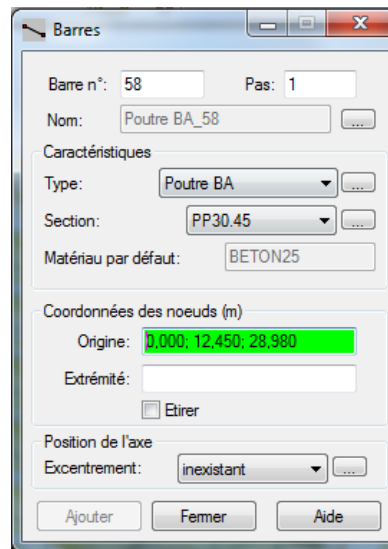 Barres
Barre n°: 58 Pas: 1
Nom: Poutre BA_58 ...
Caractéristiques
Type: Poutre BA ...
Section: PP30.45 ...
Matériau par défaut: BETON25
Coordonnées des noeuds (m)
Origine: 0,000; 12,450; 28,980
Extrémité:
Etirer
Position de l'axe
Excentrement: inexistant ...
Ajouter Fermer Aide